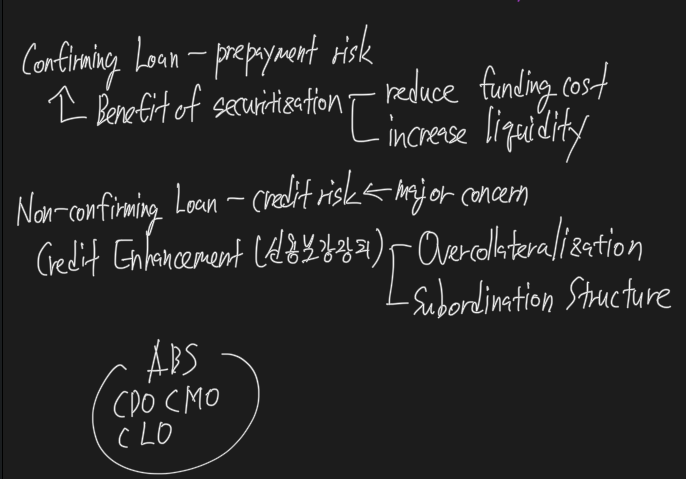 Confirming Loan - prepayment risk
Benefit of securitization
reduce funding cost
increase liquidity
Non-confirming Loan - credit risk ← major concern
Credit Enhancement (신용보강장치)
Overcollateralization
Subordination Structure
ABS
CDO CMO
CLO